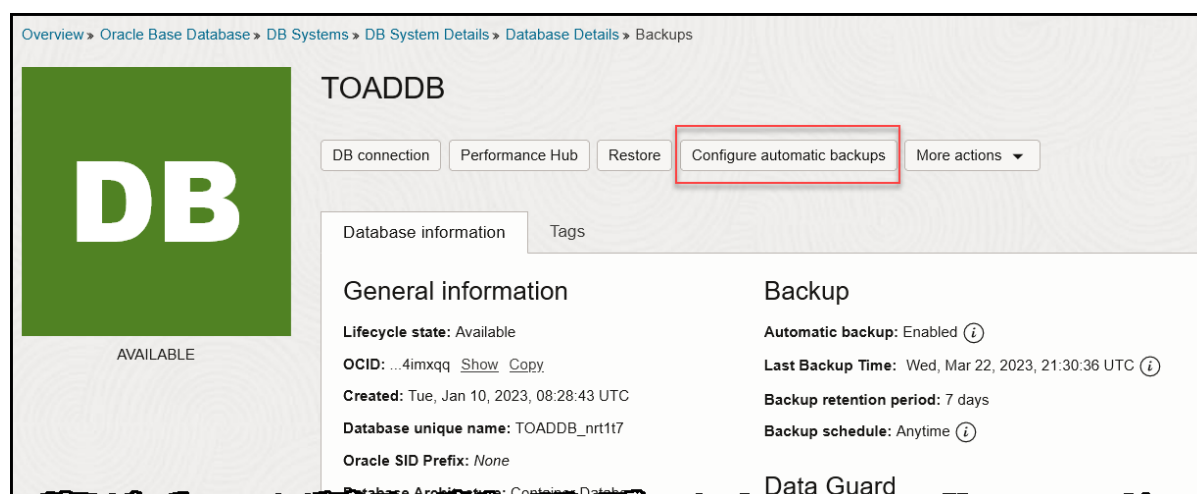 Overview » Oracle Base Database » DB Systems » DB System Details » Database Details » Backups
DB
AVAILABLE
TOADDB
DB connection Performance Hub Restore Configure automatic backups More actions
Database information Tags
General information
Lifecycle state: Available
OCID: ...4imxqq Show Copy
Created: Tue, Jan 10, 2023, 08:28:43 UTC
Database unique name: TOADDB_nrt1t7
Oracle SID Prefix: None
Backup
Automatic backup: Enabled i
Last Backup Time: Wed, Mar 22, 2023, 21:30:36 UTC i
Backup retention period: 7 days
Backup schedule: Anytime i
Data Guard